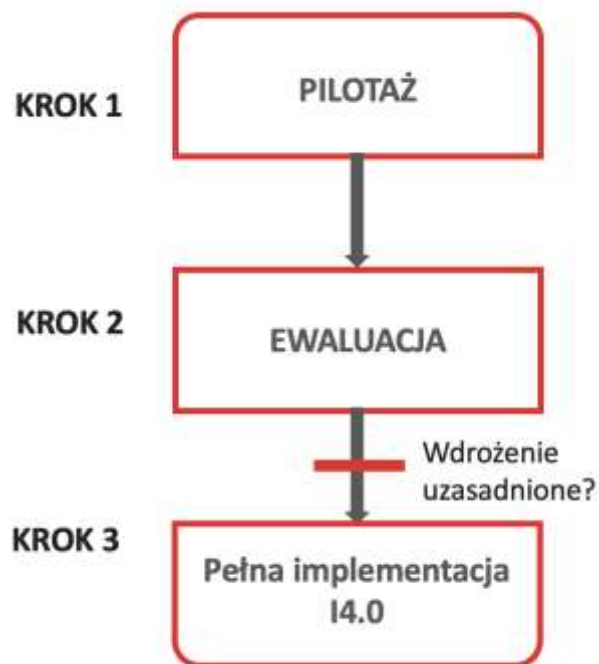 KROK 1
PILOTAŻ
KROK 2
EWALUACJA
Wdrożenie
uzasadnione?
KROK 3
Pełna implementacja
I4.0